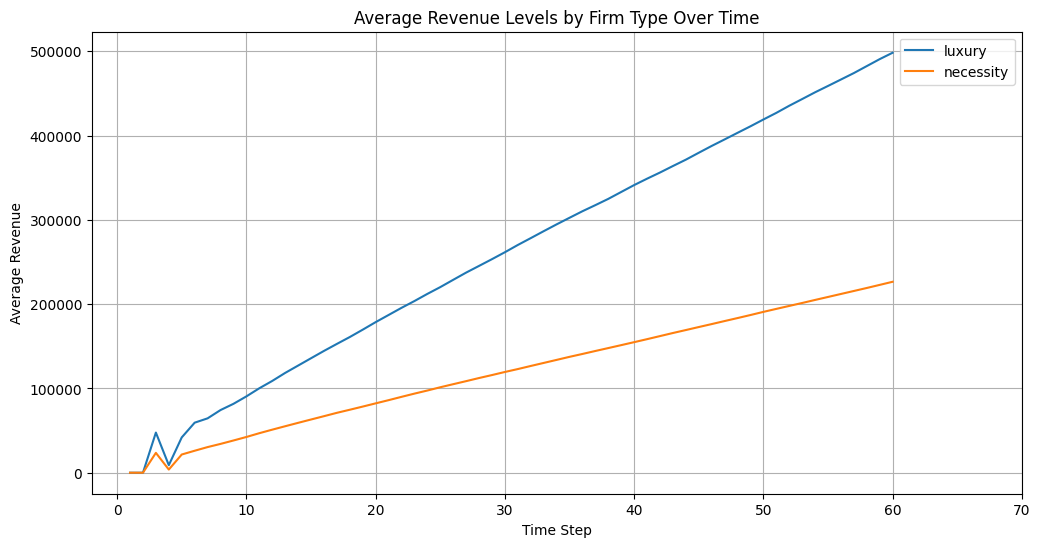 Average Revenue Levels by Firm Type Over Time
Average Revenue
500000
400000
300000
200000
100000
0
luxury
necessity
0 10 20 30 40 50 60 70
Time Step